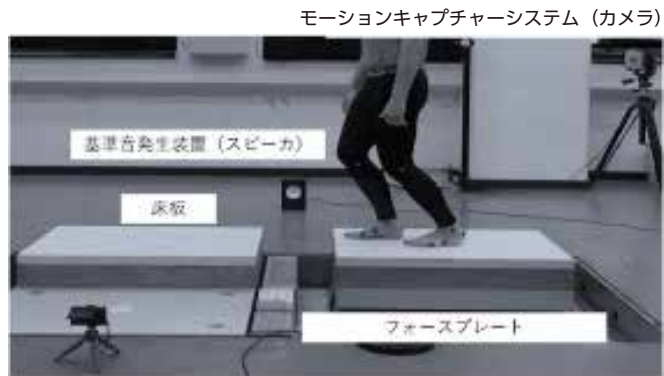 モーションキャプチャーシステム（カメラ）
基準音発生装置（スピーカ）
床板
フォースプレート